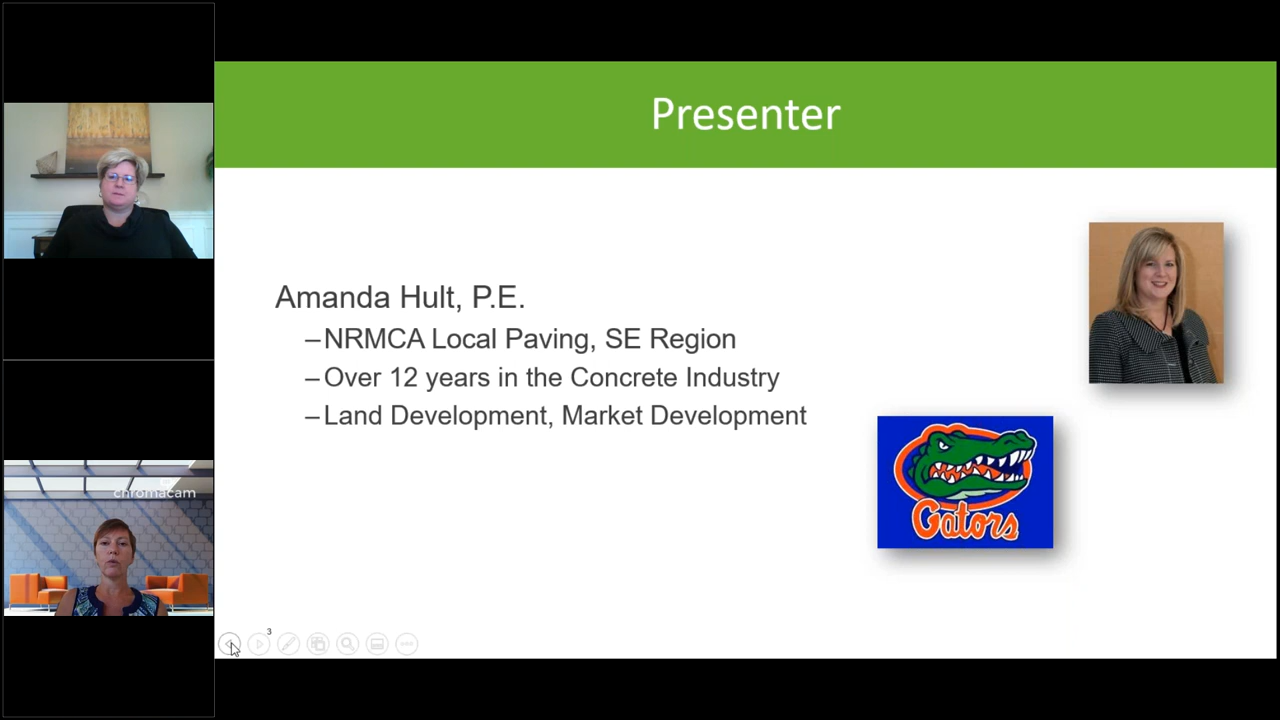 Presenter
Amanda Hult, P.E.
–NRMCA Local Paving, SE Region
–Over 12 years in the Concrete Industry
–Land Development, Market Development
Gators
chromacam
3